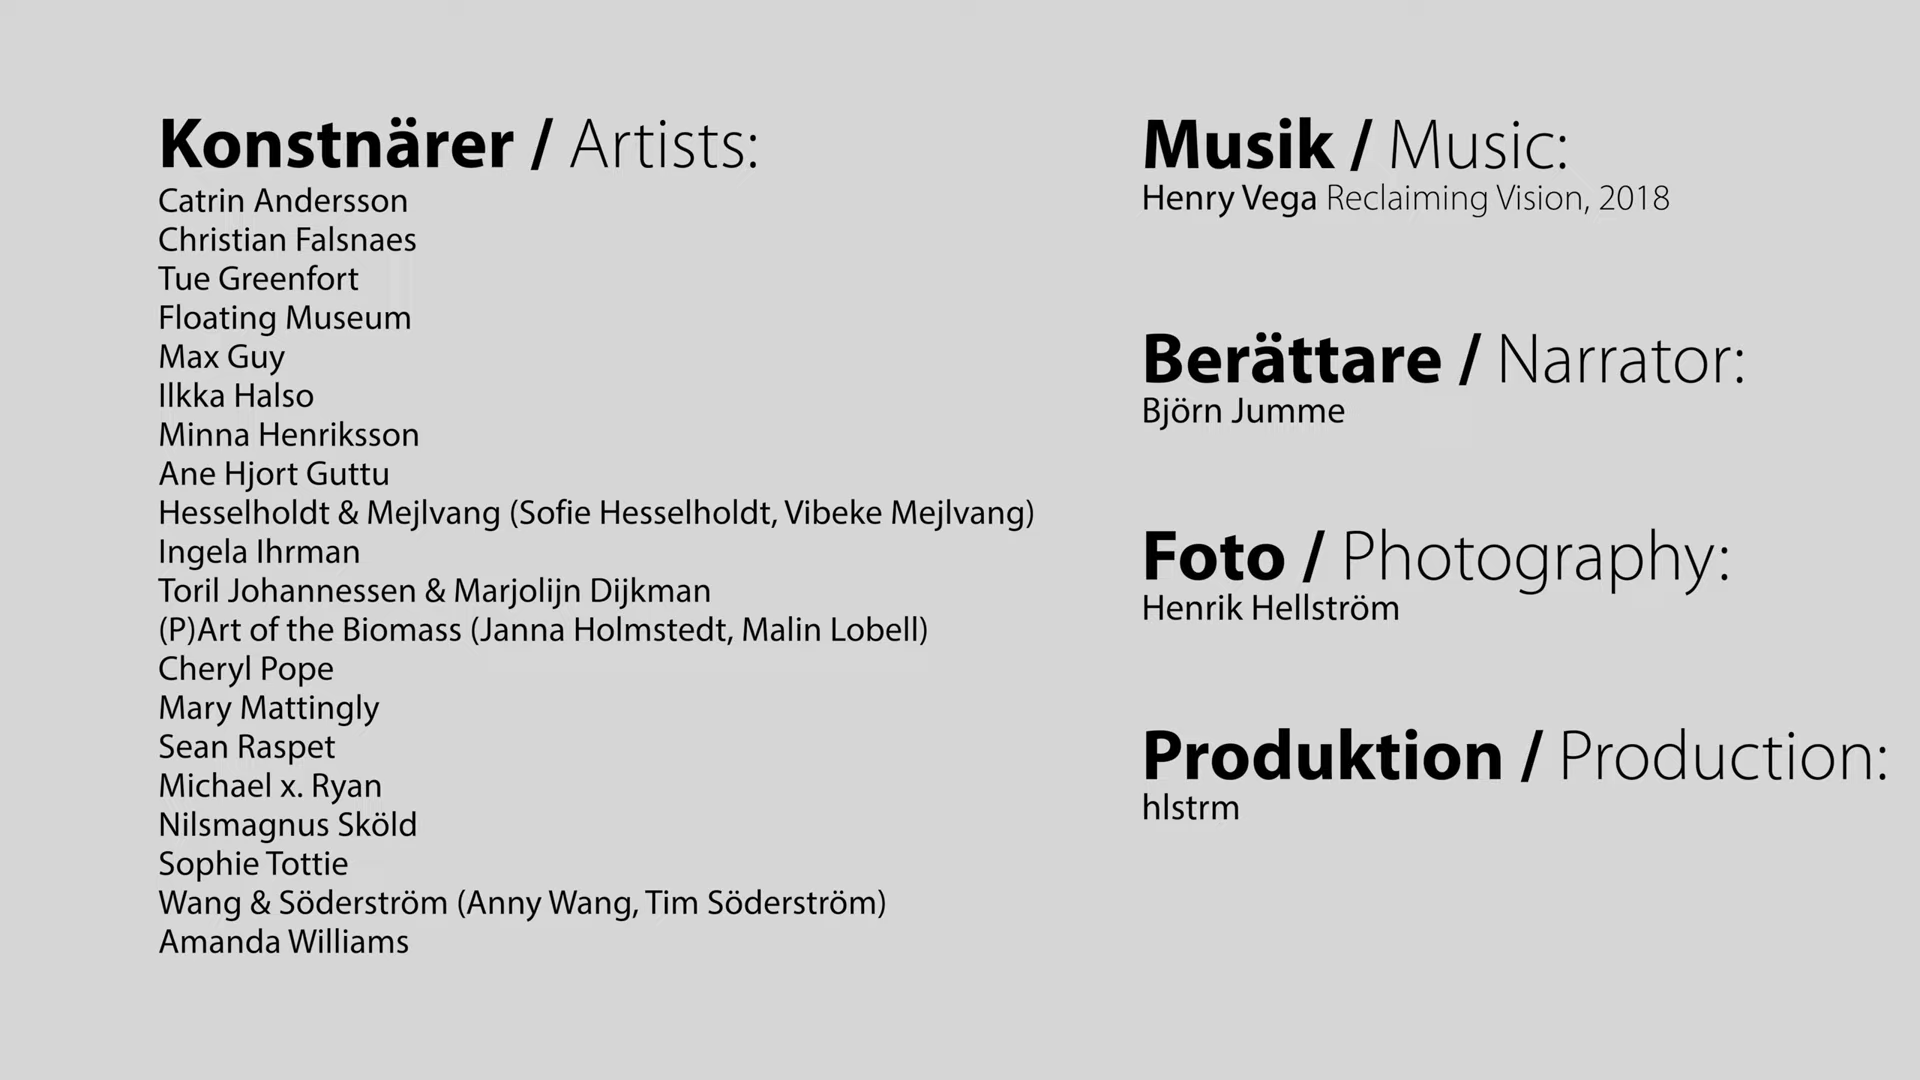 Konstnärer / Artists:
Catrin Andersson
Christian Falsnaes
Tue Greenfort
Floating Museum
Max Guy
Ilkka Halso
Minna Henriksson
Ane Hjort Guttu
Hesselholdt & Mejlvang (Sofie Hesselholdt, Vibeke Mejlvang)
Ingela Ihrman
Toril Johannessen & Marjolijn Dijkman
(P)Art of the Biomass (Janna Holmstedt, Malin Lobell)
Cheryl Pope
Mary Mattingly
Sean Raspet
Michael x. Ryan
Nilsmagnus Sköld
Sophie Tottie
Wang & Söderström (Anny Wang, Tim Söderström)
Amanda Williams
Musik / Music:
Henry Vega Reclaiming Vision, 2018
Berättare / Narrator:
Björn Jumme
Foto / Photography:
Henrik Hellström
Produktion / Production:
hlstrm